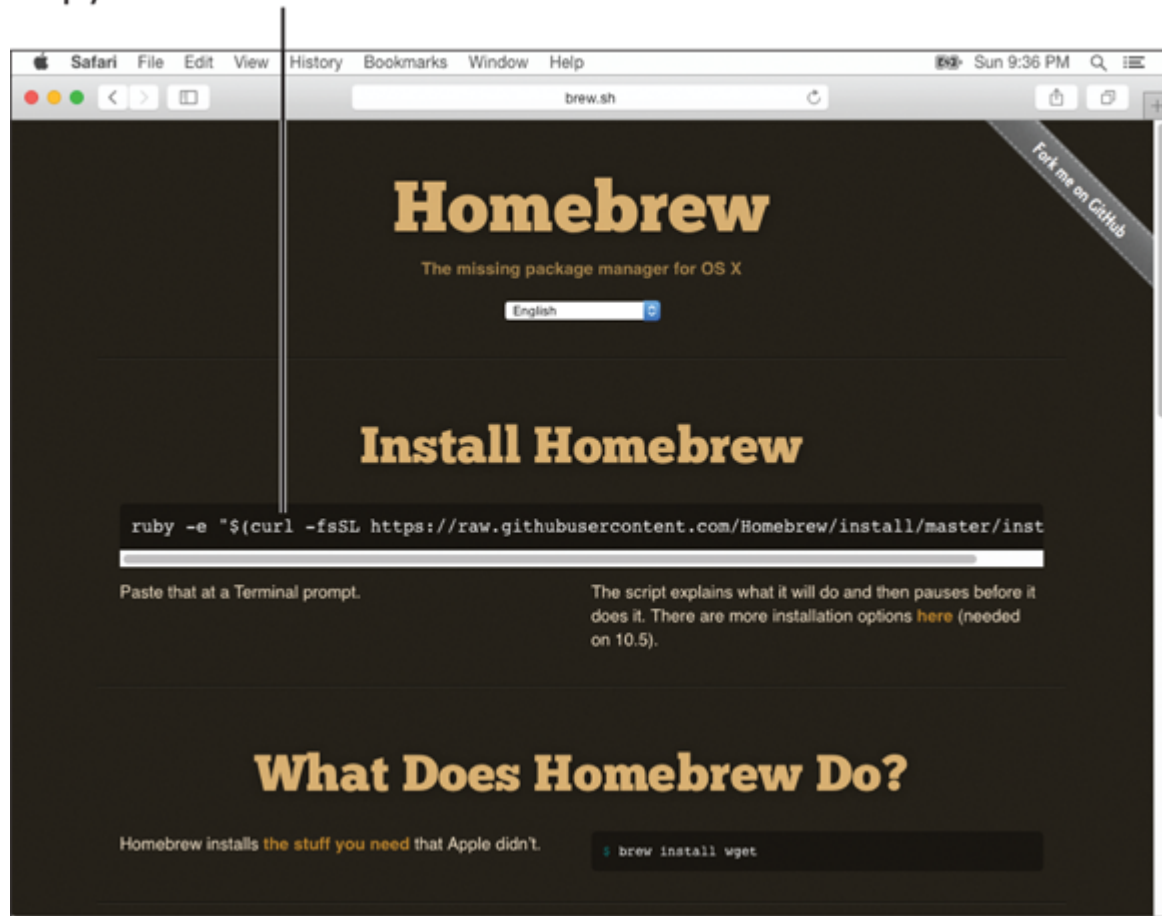 Safari File Edit View History Bookmarks Window Help Sun 9:36 PM
brew.sh
Fork me on GitHub
Homebrew
The missing package manager for OS X
English
Install Homebrew
ruby -e "$(curl -fsSL https://raw.githubusercontent.com/Homebrew/install/master/inst
Paste that at a Terminal prompt.
The script explains what it will do and then pauses before it
does it. There are more installation options here (needed
on 10.5).
What Does Homebrew Do?
Homebrew installs the stuff you need that Apple didn't.
$ brew install wget